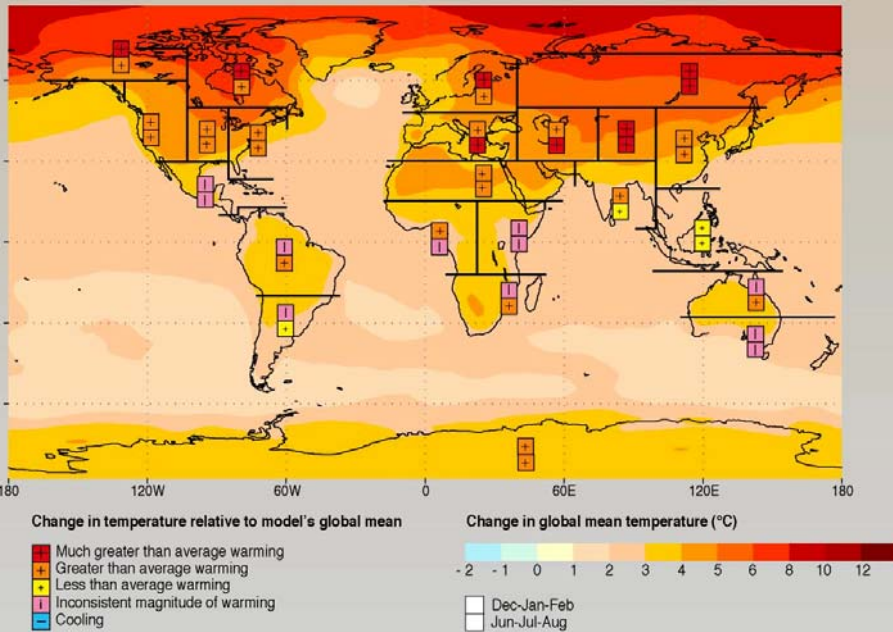 180 120W 60W 0 60E 120E 180
Change in temperature relative to model's global mean
+ Much greater than average warming
+ Greater than average warming
+ Less than average warming
i Inconsistent magnitude of warming
− Cooling
Change in global mean temperature (°C)
- 2 - 1 0 1 2 3 4 5 6 8 10 12
Dec-Jan-Feb
Jun-Jul-Aug